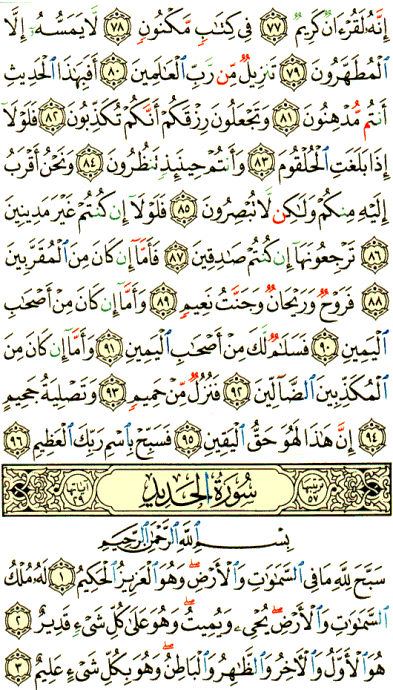 إِنَّهُۥ لَقُرْءَانٌ كَرِيمٌ ﴿٧٧﴾ فِى كِتَٰبٍ مَّكْنُونٍ ﴿٧٨﴾ لَّا يَمَسُّهُۥٓ إِلَّا
ٱلْمُطَهَّرُونَ ﴿٧٩﴾ تَنزِيلٌ مِّن رَّبِّ ٱلْعَٰلَمِينَ ﴿٨٠﴾ أَفَبِهَٰذَا ٱلْحَدِيثِ
أَنتُم مُّدْهِنُونَ ﴿٨١﴾ وَتَجْعَلُونَ رِزْقَكُمْ أَنَّكُمْ تُكَذِّبُونَ ﴿٨٢﴾ فَلَوْلَآ
إِذَا بَلَغَتِ ٱلْحُلْقُومَ ﴿٨٣﴾ وَأَنتُمْ حِينَئِذٍ تَنظُرُونَ ﴿٨٤﴾ وَنَحْنُ أَقْرَبُ
إِلَيْهِ مِنكُمْ وَلَٰكِن لَّا تُبْصِرُونَ ﴿٨٥﴾ فَلَوْلَآ إِن كُنتُمْ غَيْرَ مَدِينِينَ
﴿٨٦﴾ تَرْجِعُونَهَآ إِن كُنتُمْ صَٰدِقِينَ ﴿٨٧﴾ فَأَمَّآ إِن كَانَ مِنَ ٱلْمُقَرَّبِينَ
﴿٨٨﴾ فَرَوْحٌ وَرَيْحَانٌ وَجَنَّتُ نَعِيمٍ ﴿٨٩﴾ وَأَمَّآ إِن كَانَ مِنْ أَصْحَٰبِ
ٱلْيَمِينِ ﴿٩٠﴾ فَسَلَٰمٌ لَّكَ مِنْ أَصْحَٰبِ ٱلْيَمِينِ ﴿٩١﴾ وَأَمَّآ إِن كَانَ مِنَ
ٱلْمُكَذِّبِينَ ٱلضَّآلِّينَ ﴿٩٢﴾ فَنُزُلٌ مِّنْ حَمِيمٍ ﴿٩٣﴾ وَتَصْلِيَةُ جَحِيمٍ
﴿٩٤﴾ إِنَّ هَٰذَا لَهُوَ حَقُّ ٱلْيَقِينِ ﴿٩٥﴾ فَسَبِّحْ بِٱسْمِ رَبِّكَ ٱلْعَظِيمِ ﴿٩٦﴾
ترتيبها ٥٧ سُورَةُ الحَدِيدِ آياتها ٢٩
بِسْمِ ٱللَّهِ ٱلرَّحْمَٰنِ ٱلرَّحِيمِ
سَبَّحَ لِلَّهِ مَا فِى ٱلسَّمَٰوَٰتِ وَٱلْأَرْضِ ۖ وَهُوَ ٱلْعَزِيزُ ٱلْحَكِيمُ ﴿١﴾ لَهُۥ مُلْكُ
ٱلسَّمَٰوَٰتِ وَٱلْأَرْضِ ۖ يُحْىِۦ وَيُمِيتُ ۖ وَهُوَ عَلَىٰ كُلِّ شَىْءٍ قَدِيرٌ ﴿٢﴾
هُوَ ٱلْأَوَّلُ وَٱلْءَاخِرُ وَٱلظَّٰهِرُ وَٱلْبَاطِنُ ۖ وَهُوَ بِكُلِّ شَىْءٍ عَلِيمٌ ﴿٣﴾